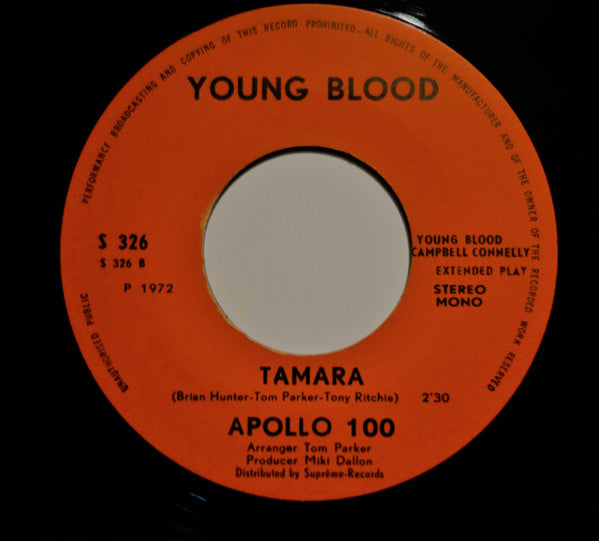 UNAUTHORISED PUBLIC PERFORMANCE BROADCASTING AND COPYING OF THIS RECORD PROHIBITED-ALL RIGHTS OF THE MANUFACTURER AND OF THE OWNER OF THE RECORDED WORK RESERVED
YOUNG BLOOD
S 326
S 326 B
P 1972
YOUNG BLOOD
CAMPBELL CONNELLY
EXTENDED PLAY
STEREO
MONO
TAMARA
(Brian Hunter-Tom Parker-Tony Ritchie) 2'30
APOLLO 100
Arranger Tom Parker
Producer Miki Dallon
Distributed by Suprême-Records